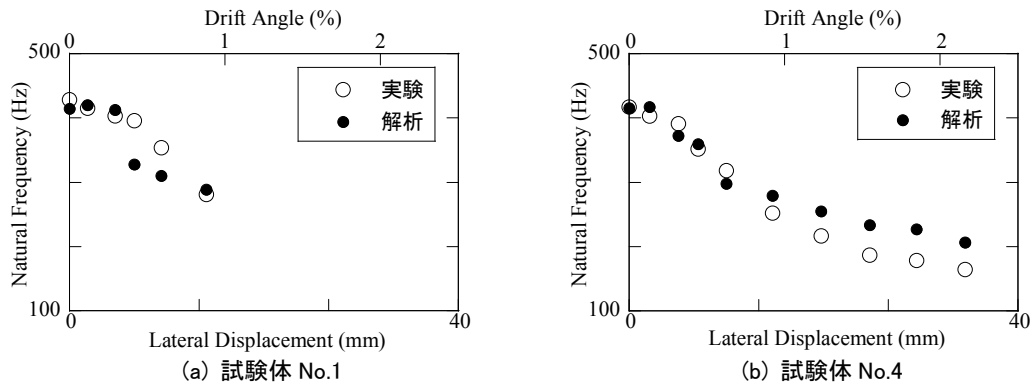 Drift Angle (%)
0
1
2
500
Natural Frequency (Hz)
100
0
40
Lateral Displacement (mm)
実験
解析
(a) 試験体 No.1
Drift Angle (%)
0
1
2
500
Natural Frequency (Hz)
100
0
40
Lateral Displacement (mm)
実験
解析
(b) 試験体 No.4